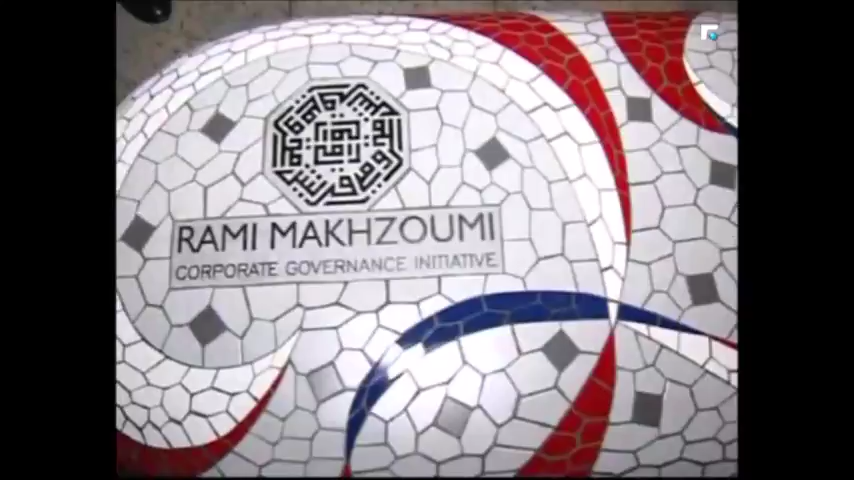 RAMI MAKHZOUMI
CORPORATE GOVERNANCE INITIATIVE